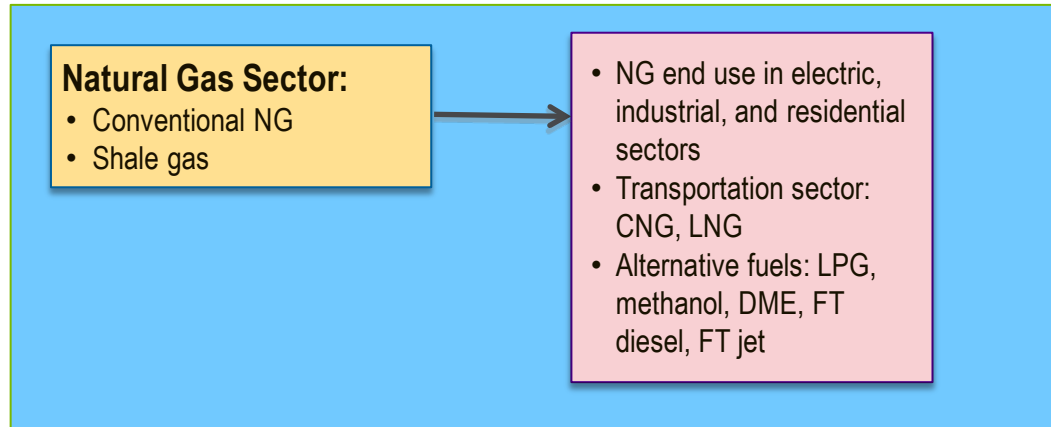 Natural Gas Sector:
• Conventional NG
• Shale gas
• NG end use in electric,
industrial, and residential
sectors
• Transportation sector:
CNG, LNG
• Alternative fuels: LPG,
methanol, DME, FT
diesel, FT jet